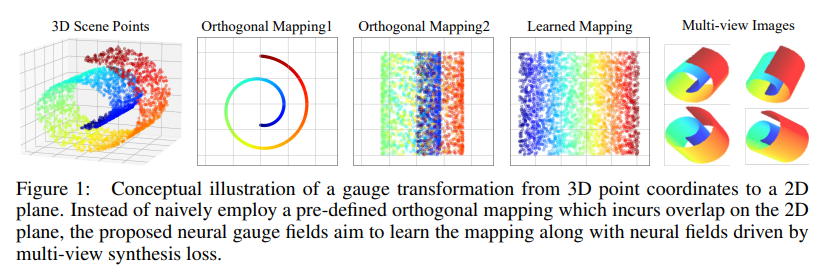 3D Scene Points
Orthogonal Mapping1
Orthogonal Mapping2
Learned Mapping
Multi-view Images
Figure 1: Conceptual illustration of a gauge transformation from 3D point coordinates to a 2D
plane. Instead of naively employ a pre-defined orthogonal mapping which incurs overlap on the 2D
plane, the proposed neural gauge fields aim to learn the mapping along with neural fields driven by
multi-view synthesis loss.